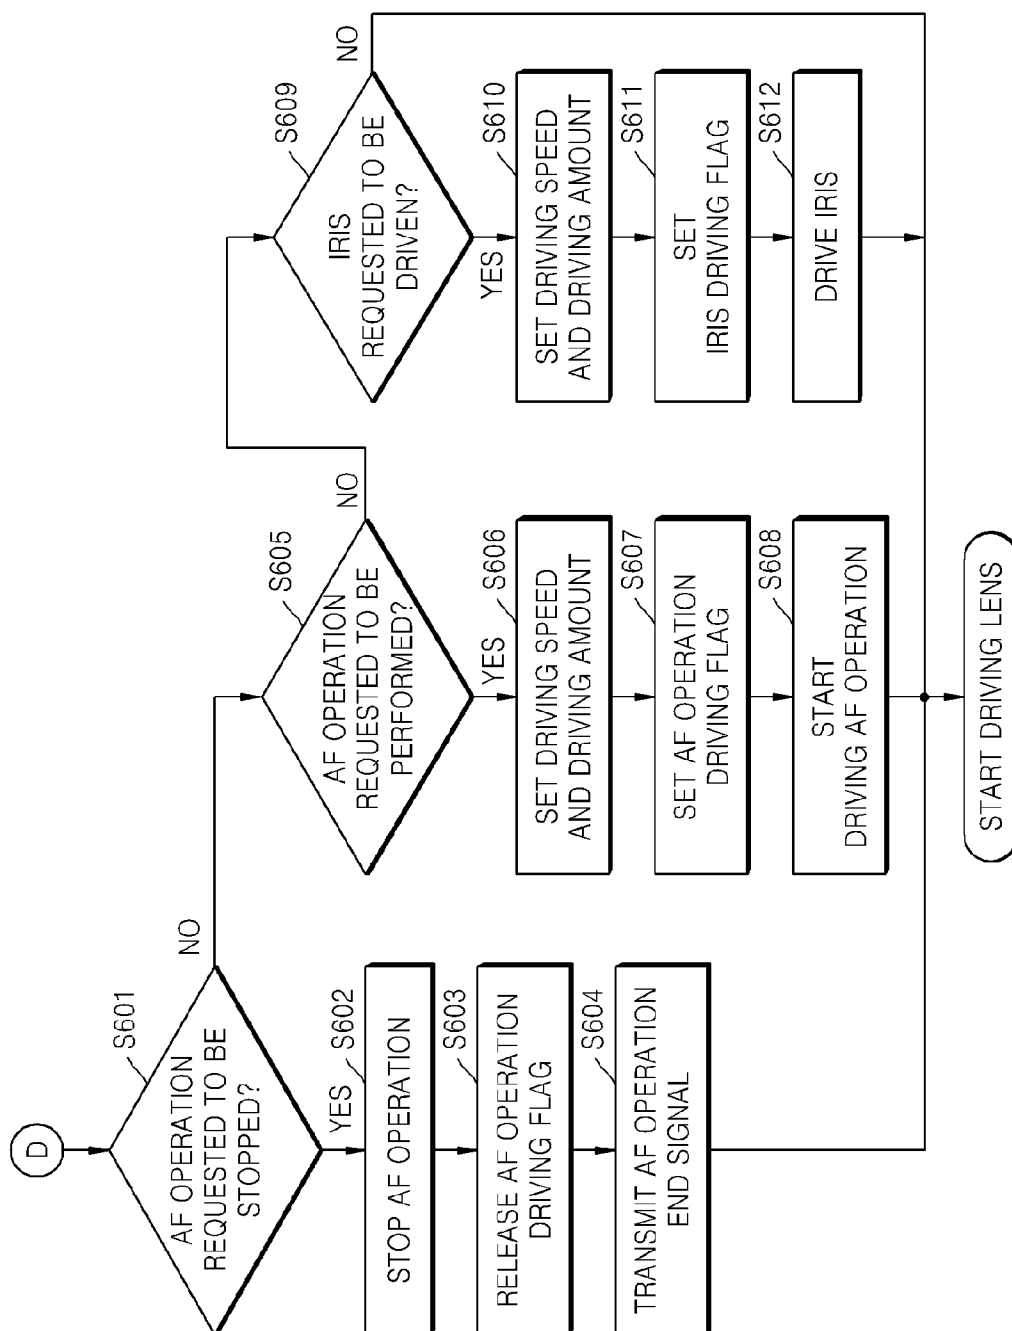 D
S601
AF OPERATION
REQUESTED TO BE
STOPPED?
NO
YES
S602
STOP AF OPERATION
S603
RELEASE AF OPERATION
DRIVING FLAG
S604
TRANSMIT AF OPERATION
END SIGNAL
S605
AF OPERATION
REQUESTED TO BE
PERFORMED?
NO
YES
S606
SET DRIVING SPEED
AND DRIVING AMOUNT
S607
SET AF OPERATION
DRIVING FLAG
S608
START
DRIVING AF OPERATION
S609
IRIS
REQUESTED TO BE
DRIVEN?
NO
YES
S610
SET DRIVING SPEED
AND DRIVING AMOUNT
S611
SET
IRIS DRIVING FLAG
S612
DRIVE IRIS
START DRIVING LENS